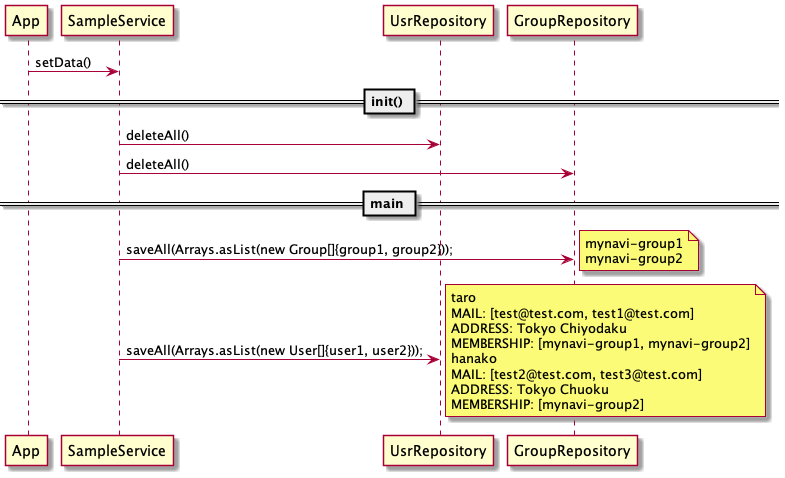 App
SampleService
UsrRepository
GroupRepository
setData()
init()
deleteAll()
deleteAll()
main
saveAll(Arrays.asList(new Group[]{group1, group2}));
mynavi-group1
mynavi-group2
taro
MAIL: [test@test.com, test1@test.com]
ADDRESS: Tokyo Chiyodaku
MEMBERSHIP: [mynavi-group1, mynavi-group2]
hanako
MAIL: [test2@test.com, test3@test.com]
ADDRESS: Tokyo Chuoku
MEMBERSHIP: [mynavi-group2]
saveAll(Arrays.asList(new User[]{user1, user2}));
App
SampleService
UsrRepository
GroupRepository